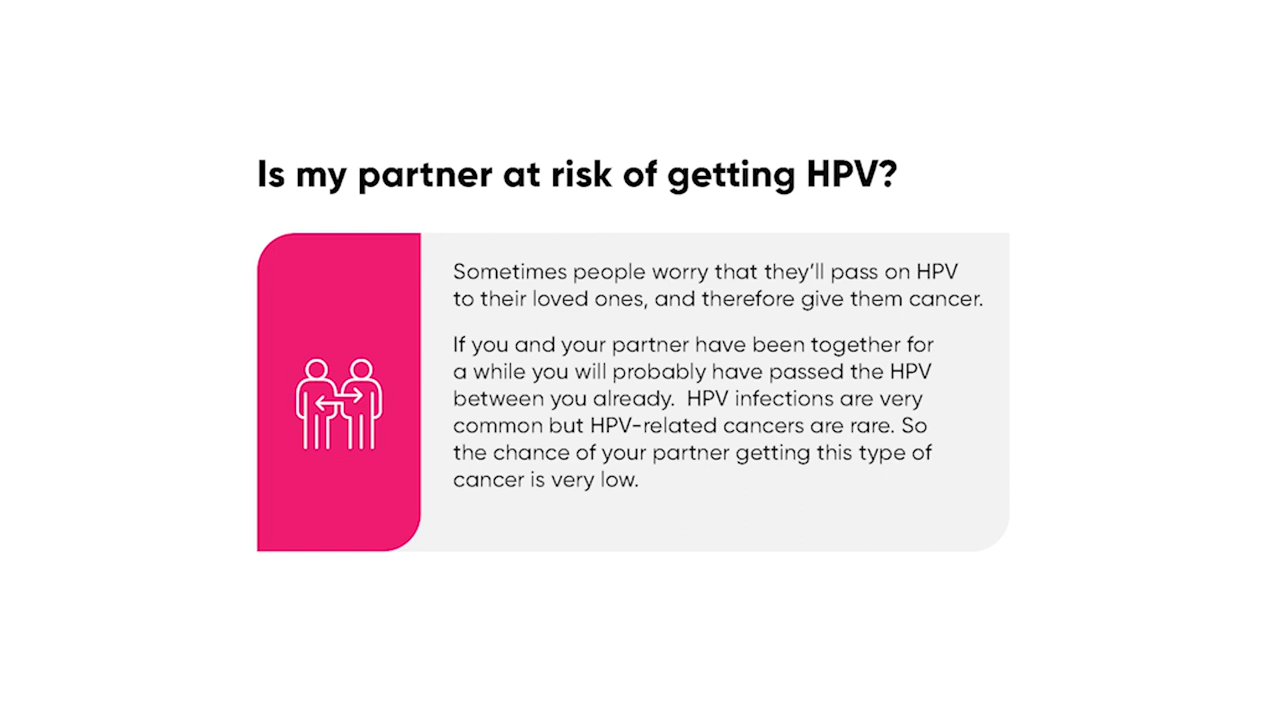 Is my partner at risk of getting HPV?
Sometimes people worry that they’ll pass on HPV
to their loved ones, and therefore give them cancer.
If you and your partner have been together for
a while you will probably have passed the HPV
between you already.  HPV infections are very
common but HPV-related cancers are rare. So
the chance of your partner getting this type of
cancer is very low.